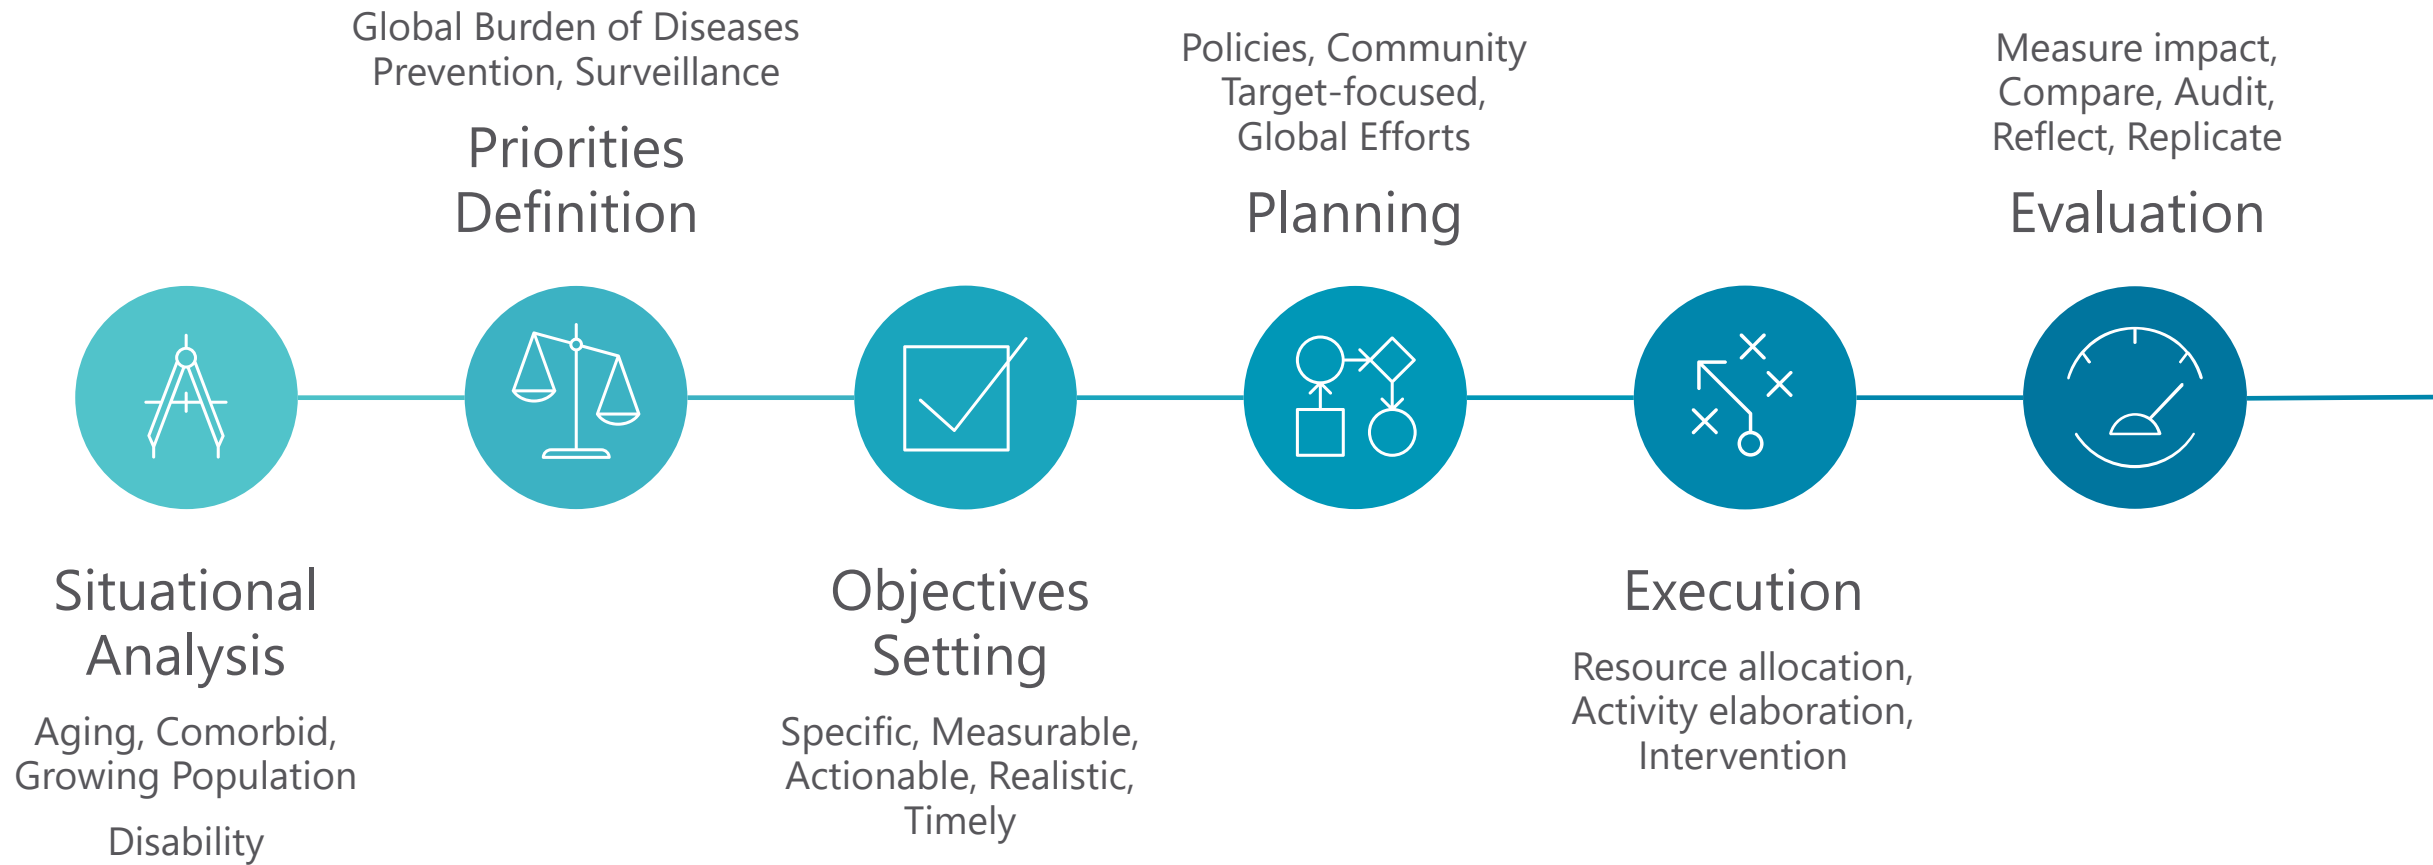 Situational
Analysis
Aging, Comorbid,
Growing Population
Disability
Global Burden of Diseases
Prevention, Surveillance
Priorities
Definition
Objectives
Setting
Specific, Measurable,
Actionable, Realistic,
Timely
Policies, Community
Target-focused,
Global Efforts
Planning
Execution
Resource allocation,
Activity elaboration,
Intervention
Measure impact,
Compare, Audit,
Reflect, Replicate
Evaluation